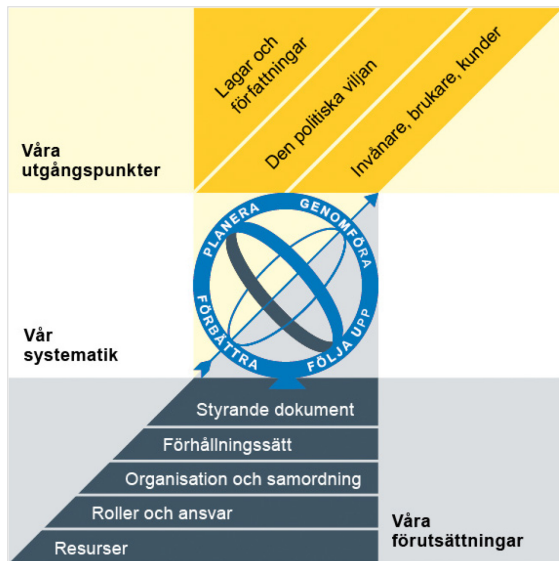 Lagar och
författningar
Den politiska viljan
Invånare, brukare, kunder
Våra
utgångspunkter
PLANERA
GENOMFÖRA
FÖRBÄTTRA
FÖLJA UPP
Vår
systematik
Styrande dokument
Förhållningssätt
Organisation och samordning
Roller och ansvar
Resurser
Våra
förutsättningar